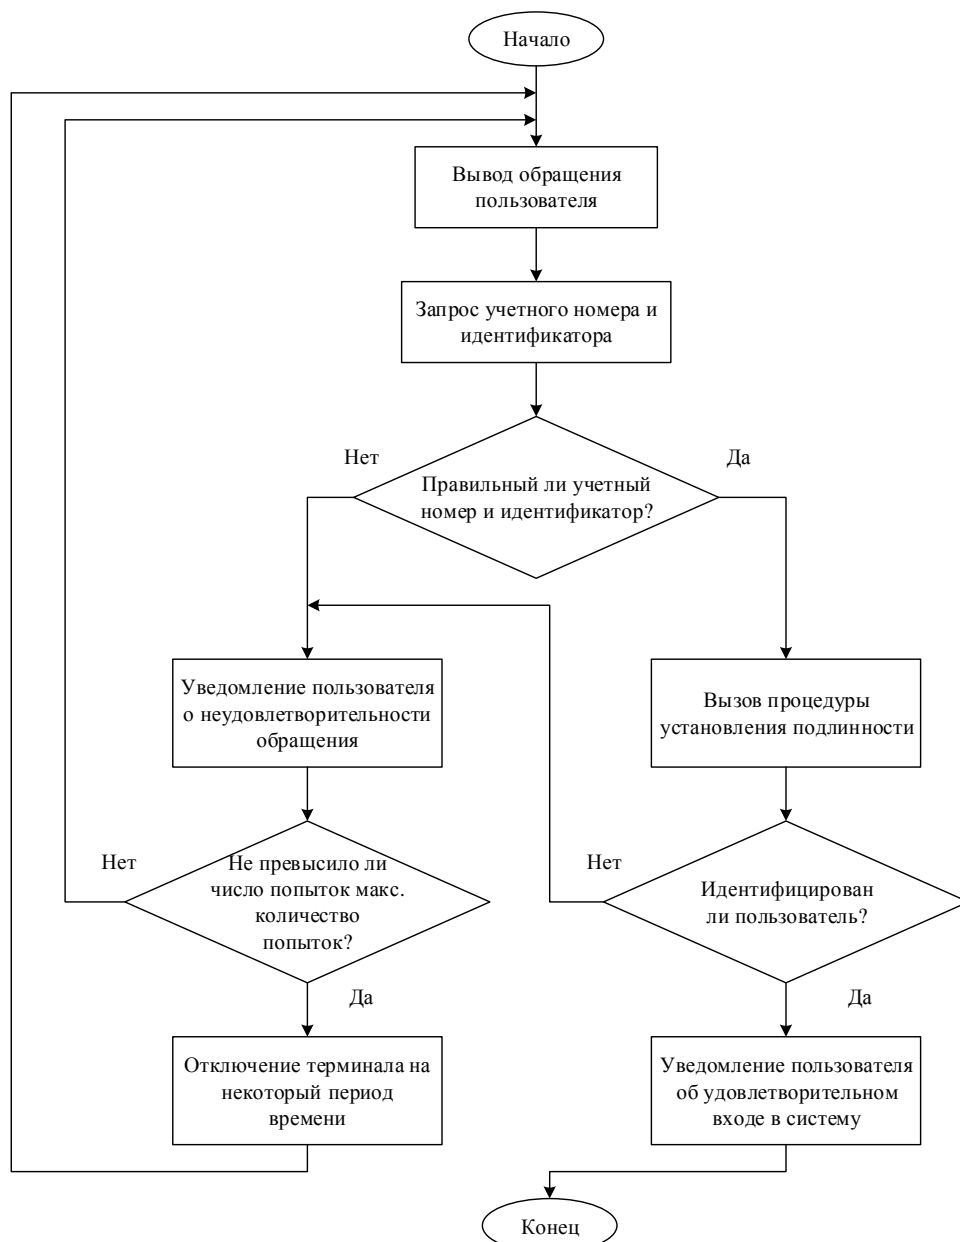 Начало
Вывод обращения
пользователя
Запрос учетного номера и
идентификатора
Нет
Да
Правильный ли учетный
номер и идентификатор?
Уведомление пользователя
о неудовлетворительности
обращения
Вызов процедуры
установления подлинности
Нет
Не превысило ли
число попыток макс.
количество
попыток?
Нет
Идентифицирован
ли пользователь?
Да
Да
Отключение терминала на
некоторый период
времени
Уведомление пользователя
об удовлетворительном
входе в систему
Конец